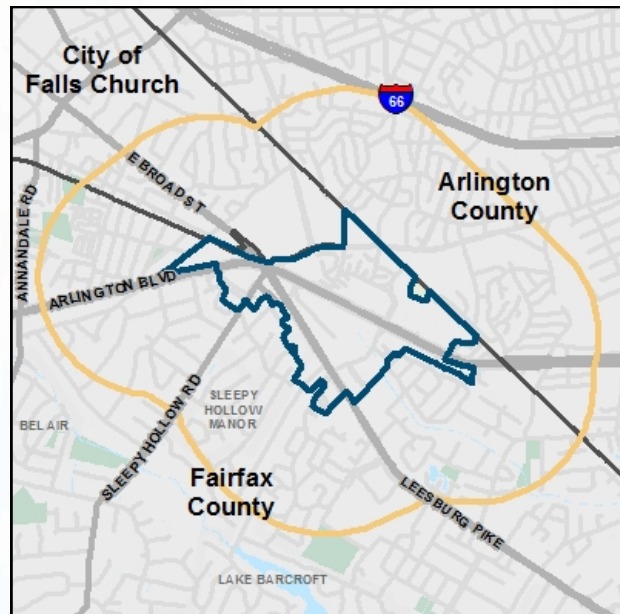 City of
Falls Church
66
E BROAD ST
Arlington
County
ANNANDALE RD
ARLINGTON BLVD
SLEEPY
HOLLOW
MANOR
BEL AIR
SLEEPY HOLLOW RD
Fairfax
County
LEESBURG PIKE
LAKE BARCROFT